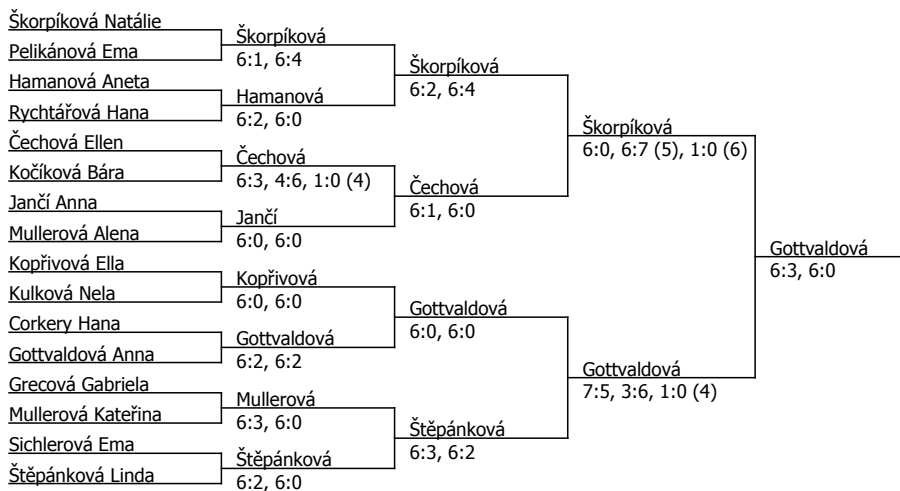 Škorpíková Natálie
Pelikánová Ema
Hamanová Aneta
Rychtářová Hana
Čechová Ellen
Kočíková Bára
Jančí Anna
Mullerová Alena
Kopřivová Ella
Kulková Nela
Corkery Hana
Gottvaldová Anna
Grecová Gabriela
Mullerová Kateřina
Sichlerová Ema
Štěpánková Linda
Škorpíková
6:1, 6:4
Hamanová
6:2, 6:0
Čechová
6:3, 4:6, 1:0 (4)
Jančí
6:0, 6:0
Kopřivová
6:0, 6:0
Gottvaldová
6:2, 6:2
Mullerová
6:3, 6:0
Štěpánková
6:2, 6:0
Škorpíková
6:2, 6:4
Čechová
6:1, 6:0
Gottvaldová
6:0, 6:0
Štěpánková
6:3, 6:2
Škorpíková
6:0, 6:7 (5), 1:0 (6)
Gottvaldová
7:5, 3:6, 1:0 (4)
Gottvaldová
6:3, 6:0